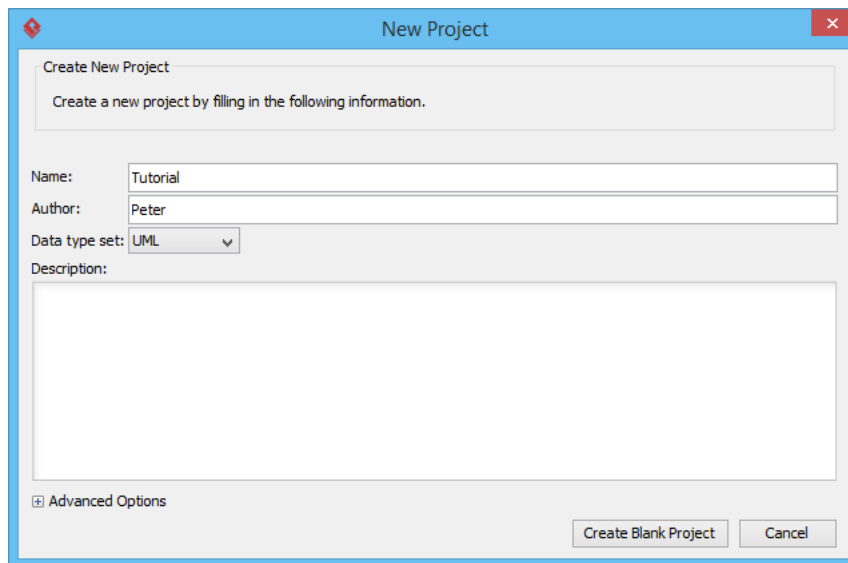 New Project
Create New Project
Create a new project by filling in the following information.
Name: Tutorial
Author: Peter
Data type set: UML
Description:
Advanced Options
Create Blank Project Cancel